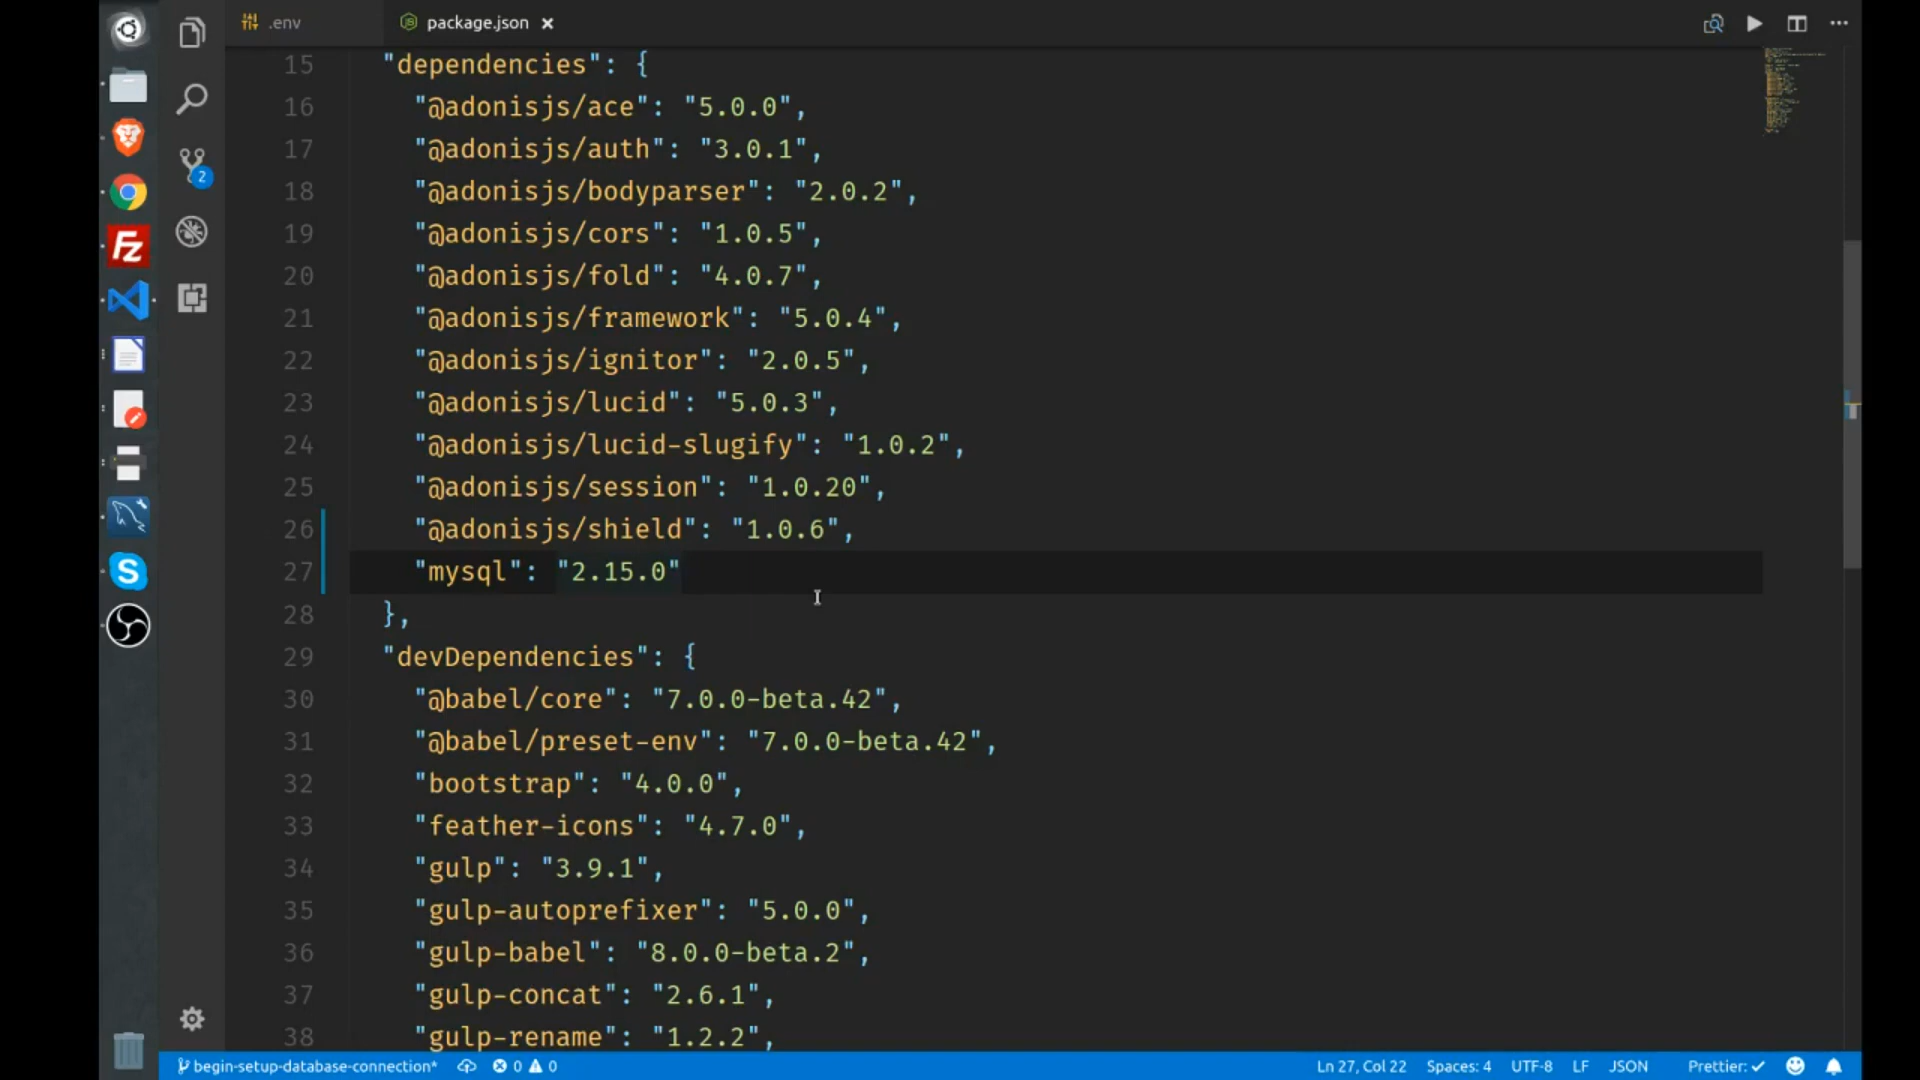 .env package.json
15 "dependencies": {
16 "@adonisjs/ace": "5.0.0",
17 "@adonisjs/auth": "3.0.1",
18 "@adonisjs/bodyparser": "2.0.2",
19 "@adonisjs/cors": "1.0.5",
20 "@adonisjs/fold": "4.0.7",
21 "@adonisjs/framework": "5.0.4",
22 "@adonisjs/ignitor": "2.0.5",
23 "@adonisjs/lucid": "5.0.3",
24 "@adonisjs/lucid-slugify": "1.0.2",
25 "@adonisjs/session": "1.0.20",
26 "@adonisjs/shield": "1.0.6",
27 "mysql": "2.15.0"
28 },
29 "devDependencies": {
30 "@babel/core": "7.0.0-beta.42",
31 "@babel/preset-env": "7.0.0-beta.42",
32 "bootstrap": "4.0.0",
33 "feather-icons": "4.7.0",
34 "gulp": "3.9.1",
35 "gulp-autoprefixer": "5.0.0",
36 "gulp-babel": "8.0.0-beta.2",
37 "gulp-concat": "2.6.1",
38 "gulp-rename": "1.2.2",
2
Fz
S
begin-setup-database-connection* 0 0 Ln 27, Col 22 Spaces: 4 UTF-8 LF JSON Prettier: ✓